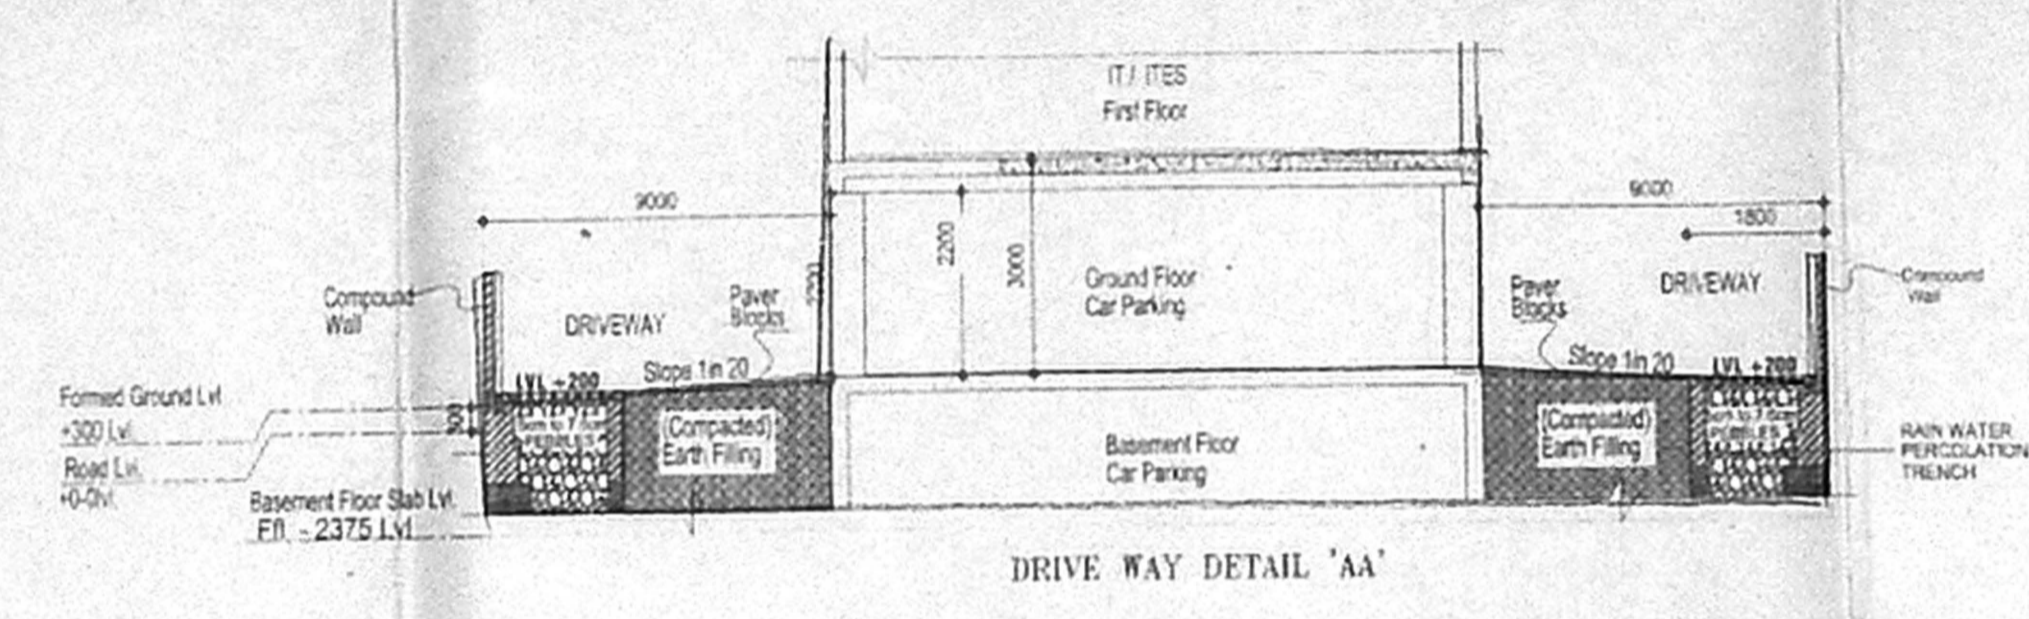 IT / ITES
First Floor
9000
9000
1800
2200
3000
Ground Floor
Car Parking
Compound
Wall
DRIVEWAY
Paver
Blocks
Slope 1in 20
LVL +200
Paver
Blocks
DRIVEWAY
Compound
Wall
Slope 1in 20
LVL +200
Formed Ground Lvl
+300 Lvl.
Road Lvl.
+0-0lvl.
PEBBLES
(Compacted)
Earth Filling
Basement Floor
Car Parking
(Compacted)
Earth Filling
PEBBLES
RAIN WATER
PERCOLATION
TRENCH
Basement Floor Slab Lvl.
Ffl - 2375 Lvl
DRIVE WAY DETAIL 'AA'